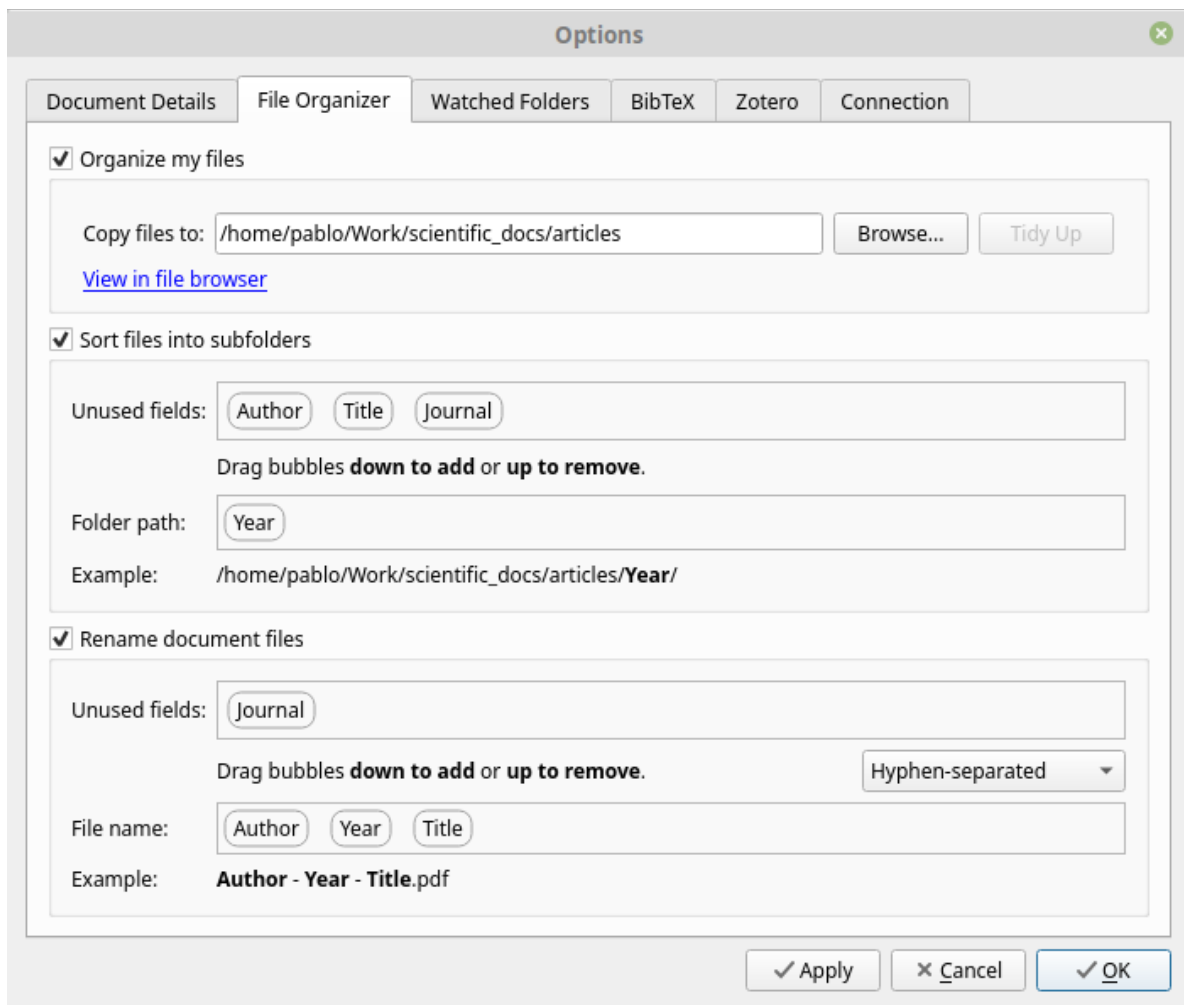 Options
Document Details File Organizer Watched Folders BibTeX Zotero Connection
Organize my files
Copy files to: /home/pablo/Work/scientific_docs/articles Browse... Tidy Up
View in file browser
Sort files into subfolders
Unused fields: Author Title Journal
Drag bubbles down to add or up to remove.
Folder path: Year
Example: /home/pablo/Work/scientific_docs/articles/Year/
Rename document files
Unused fields: Journal
Drag bubbles down to add or up to remove. Hyphen-separated
File name: Author Year Title
Example: Author - Year - Title.pdf
Apply Cancel OK